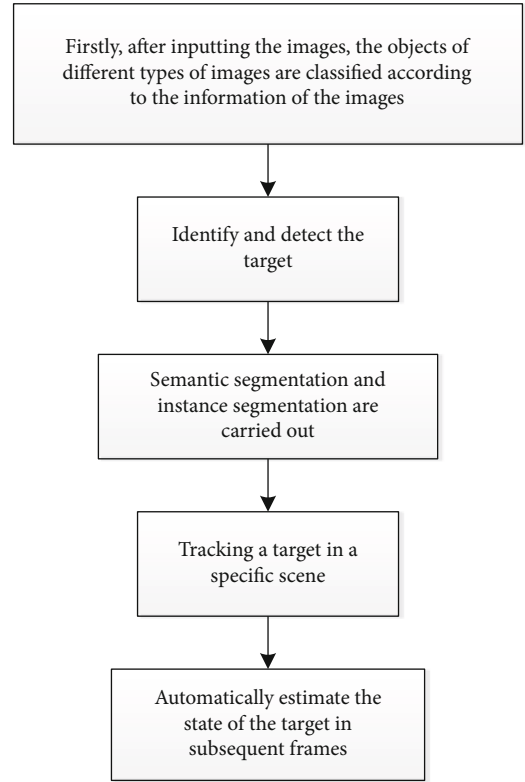 Firstly, after inputting the images, the objects of
different types of images are classified according
to the information of the images
Identify and detect the
target
Semantic segmentation and
instance segmentation are
carried out
Tracking a target in a
specific scene
Automatically estimate the
state of the target in
subsequent frames